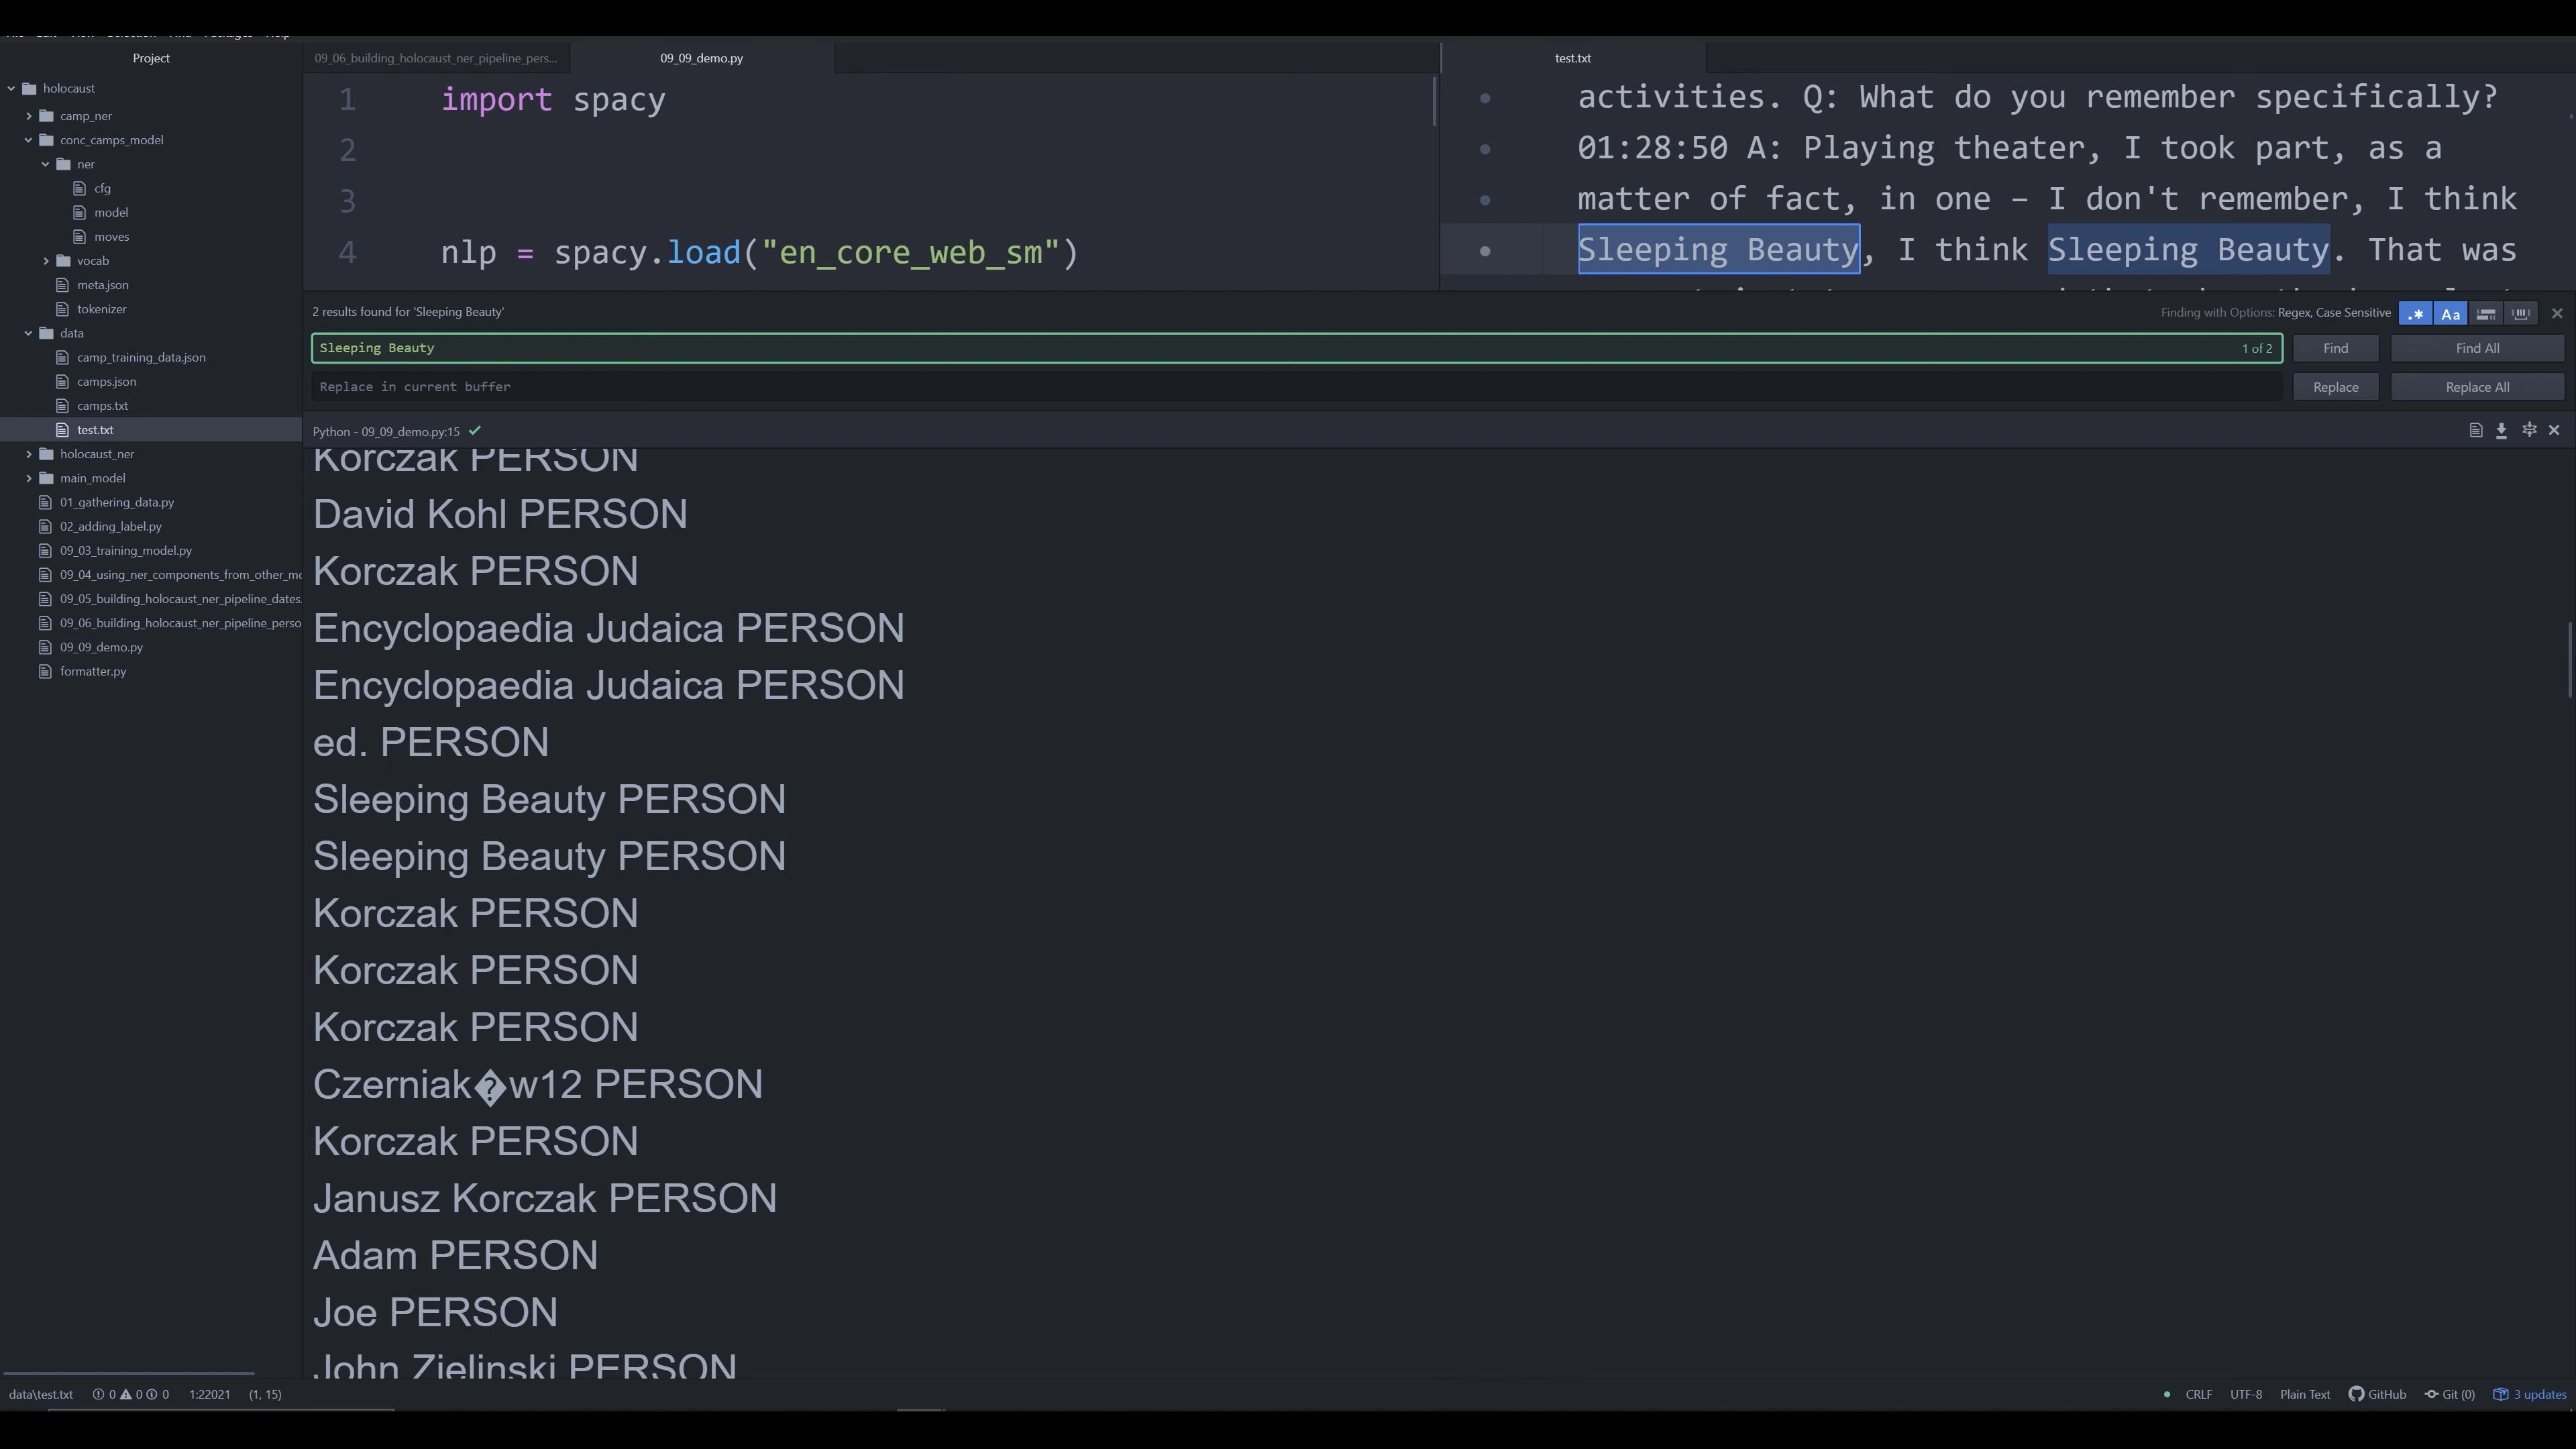 Project
holocaust
camp_ner
conc_camps_model
ner
cfg
model
moves
vocab
meta.json
tokenizer
data
camp_training_data.json
camps.json
camps.txt
test.txt
holocaust_ner
main_model
01_gathering_data.py
02_adding_label.py
09_03_training_model.py
09_04_using_ner_components_from_other_mo
09_05_building_holocaust_ner_pipeline_dates.
09_06_building_holocaust_ner_pipeline_perso
09_09_demo.py
formatter.py
09_06_building_holocaust_ner_pipeline_pers...
09_09_demo.py
1 import spacy
2
3
4 nlp = spacy.load("en_core_web_sm")
test.txt
activities. Q: What do you remember specifically?
01:28:50 A: Playing theater, I took part, as a
matter of fact, in one – I don't remember, I think
Sleeping Beauty, I think Sleeping Beauty. That was
2 results found for 'Sleeping Beauty'
Finding with Options: Regex, Case Sensitive
.* Aa
Sleeping Beauty 1 of 2 Find Find All
Replace in current buffer Replace Replace All
Python - 09_09_demo.py:15
Korczak PERSON
David Kohl PERSON
Korczak PERSON
Encyclopaedia Judaica PERSON
Encyclopaedia Judaica PERSON
ed. PERSON
Sleeping Beauty PERSON
Sleeping Beauty PERSON
Korczak PERSON
Korczak PERSON
Korczak PERSON
Czerniak�w12 PERSON
Korczak PERSON
Janusz Korczak PERSON
Adam PERSON
Joe PERSON
John Zielinski PERSON
data\test.txt 0 0 0 1:22021 (1, 15) CRLF UTF-8 Plain Text GitHub Git (0) 3 updates